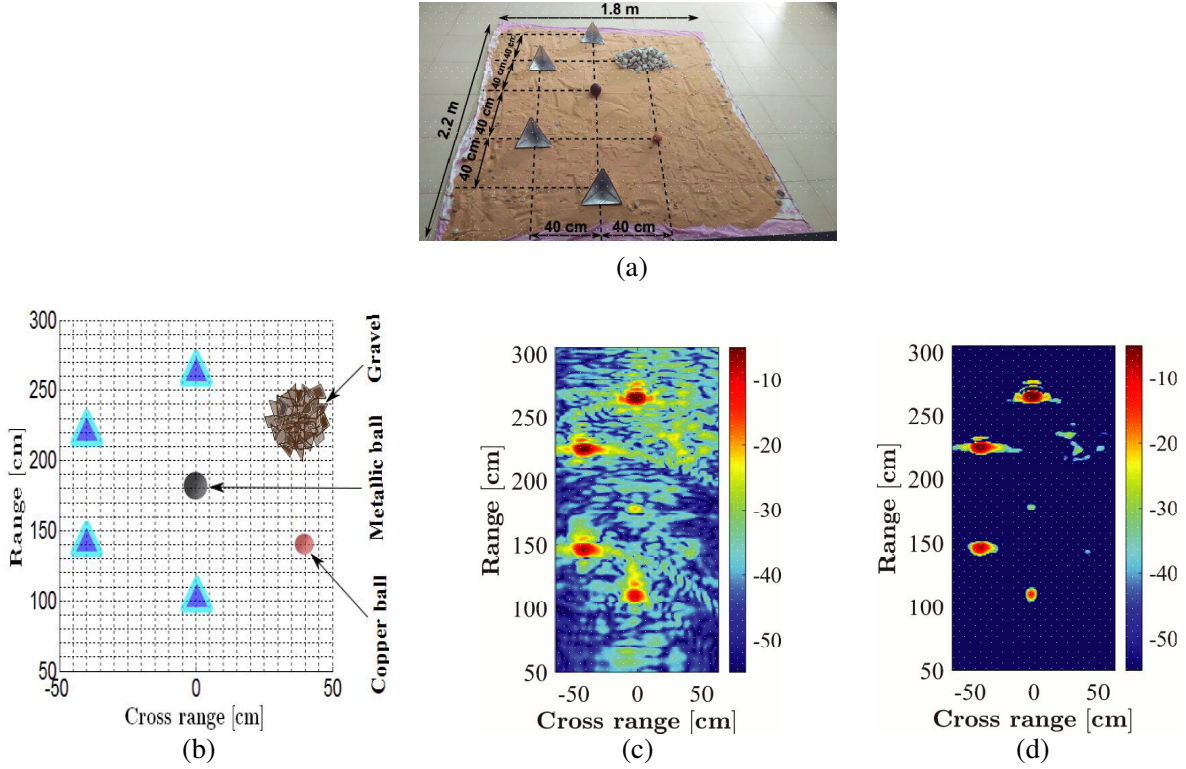 1.8 m
40 cm
40 cm
2.2 m
40 cm
40 cm
40 cm 40 cm
(a)
300
250
200
150
100
50
-50 0 50
Range [cm]
Cross range [cm]
Gravel
Metallic ball
Copper ball
(b)
300
250
200
150
100
50
-50 0 50
Range [cm]
Cross range [cm]
-10
-20
-30
-40
-50
(c)
300
250
200
150
100
50
-50 0 50
Range [cm]
Cross range [cm]
-10
-20
-30
-40
-50
(d)